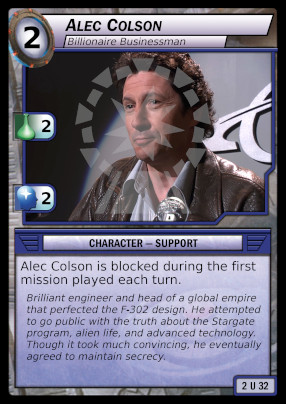 2
ALEC COLSON
Billionaire Businessman
2
2
CHARACTER – SUPPORT
Alec Colson is blocked during the first
mission played each turn.
Brilliant engineer and head of a global empire
that perfected the F-302 design. He attempted
to go public with the truth about the Stargate
program, alien life, and advanced technology.
Though it took much convincing, he eventually
agreed to maintain secrecy.
2 U 32